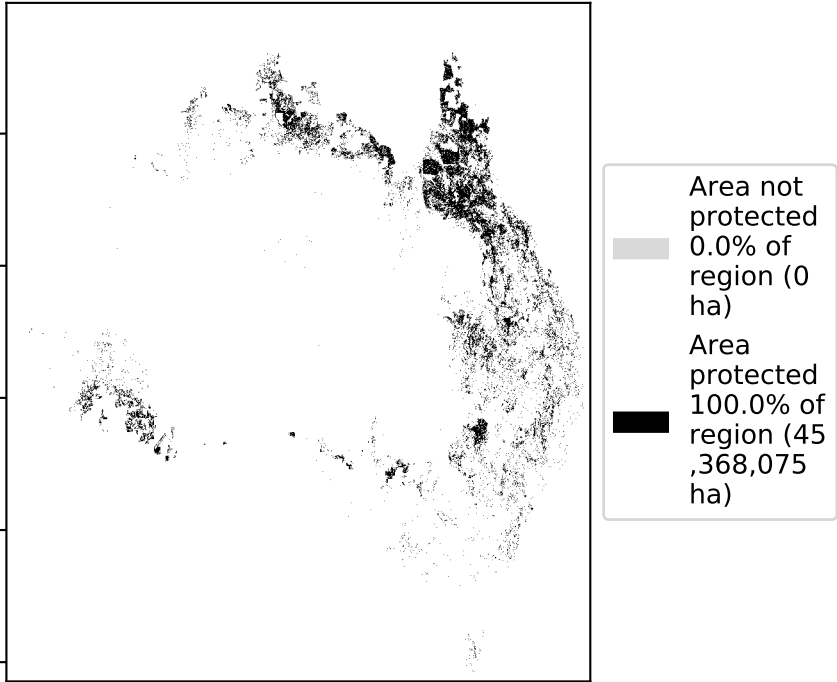 Area not
protected
0.0% of
region (0
ha)
Area
protected
100.0% of
region (45
,368,075
ha)